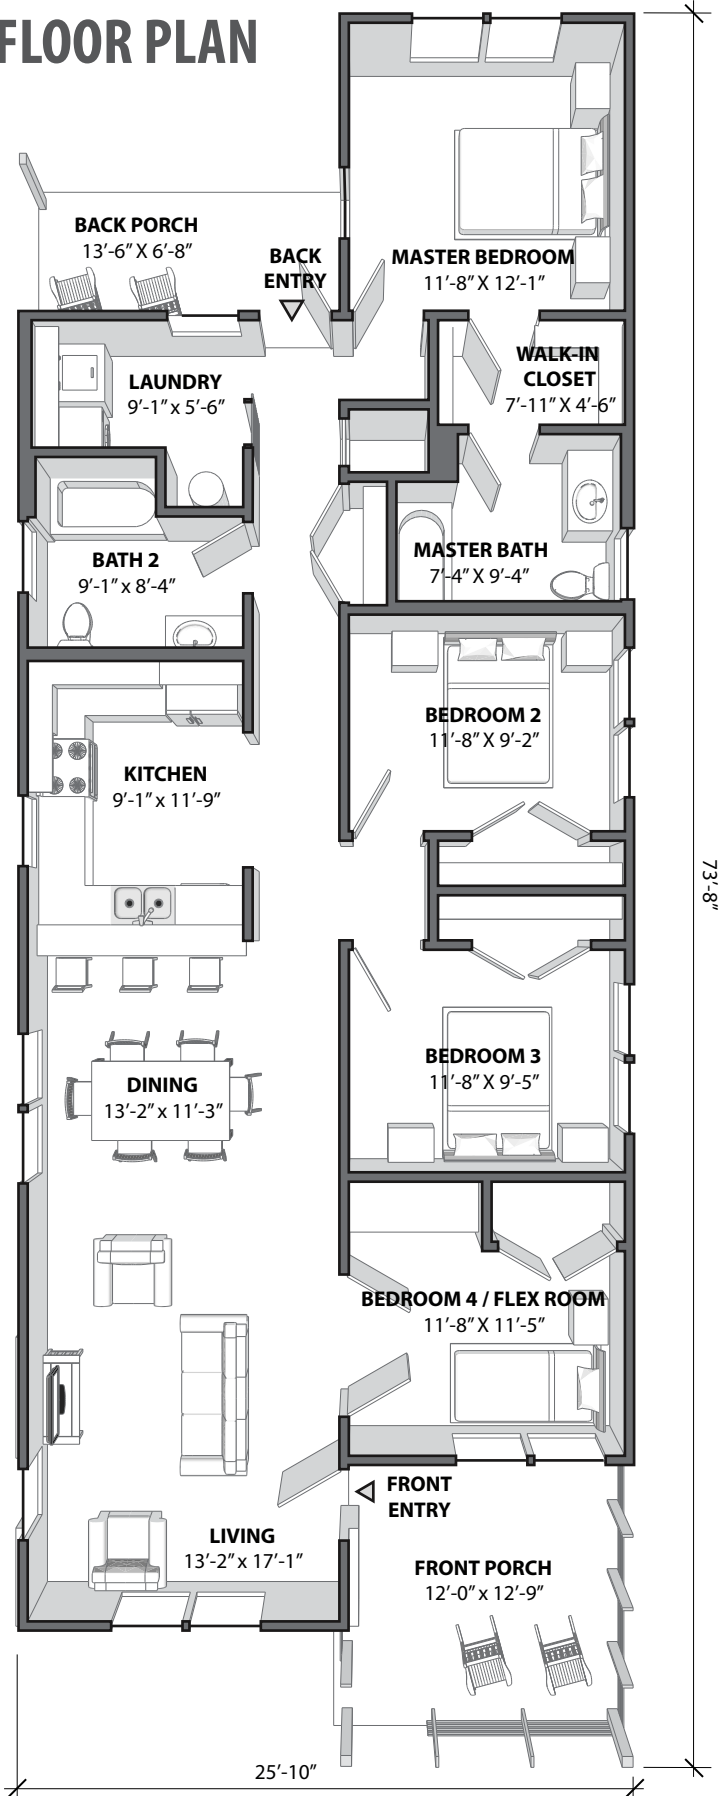 FLOOR PLAN
BACK PORCH
13'-6" X 6'-8"
BACK
ENTRY
MASTER BEDROOM
11'-8" X 12'-1"
LAUNDRY
9'-1" x 5'-6"
WALK-IN
CLOSET
7'-11" X 4'-6"
BATH 2
9'-1" x 8'-4"
MASTER BATH
7'-4" X 9'-4"
BEDROOM 2
11'-8" X 9'-2"
KITCHEN
9'-1" x 11'-9"
73'-8"
BEDROOM 3
11'-8" X 9'-5"
DINING
13'-2" x 11'-3"
BEDROOM 4 / FLEX ROOM
11'-8" X 11'-5"
FRONT
ENTRY
LIVING
13'-2" x 17'-1"
FRONT PORCH
12'-0" x 12'-9"
25'-10"